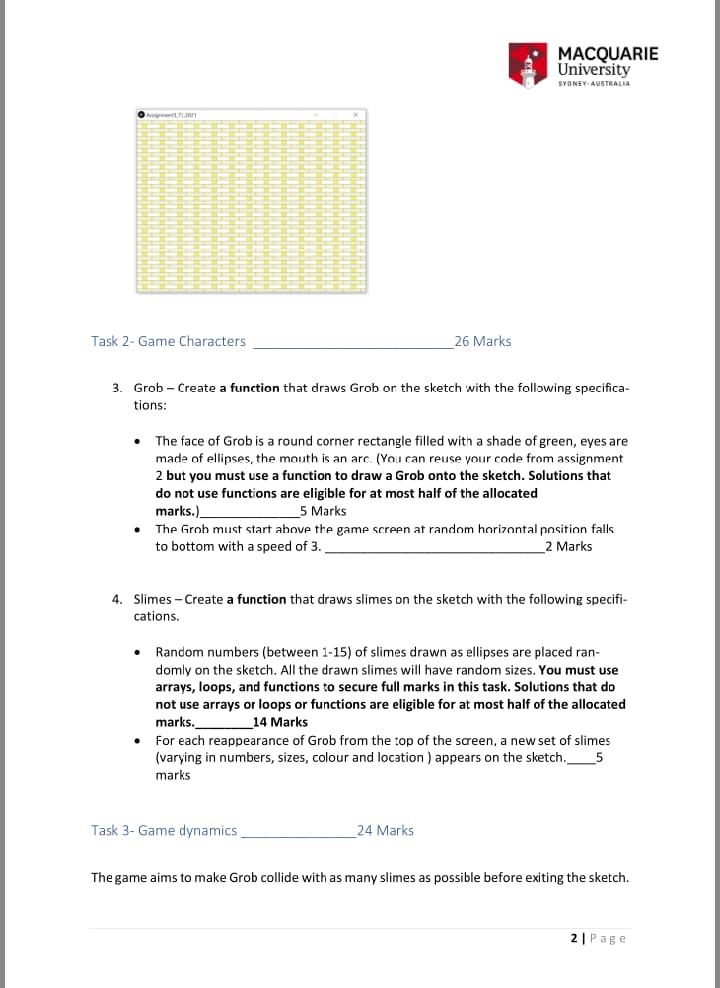 MACQUARIE
University
SYDNEY·AUSTRALIA
Assignment3_T2_2021
Task 2- Game Characters ____________________________26 Marks
3. Grob – Create a function that draws Grob on the sketch with the following specifica-
tions:
• The face of Grob is a round corner rectangle filled with a shade of green, eyes are
made of ellipses, the mouth is an arc. (You can reuse your code from assignment
2 but you must use a function to draw a Grob onto the sketch. Solutions that
do not use functions are eligible for at most half of the allocated
marks.)______________5 Marks
• The Grob must start above the game screen at random horizontal position falls
to bottom with a speed of 3. ______________________________2 Marks
4. Slimes – Create a function that draws slimes on the sketch with the following specifi-
cations.
• Random numbers (between 1-15) of slimes drawn as ellipses are placed ran-
domly on the sketch. All the drawn slimes will have random sizes. You must use
arrays, loops, and functions to secure full marks in this task. Solutions that do
not use arrays or loops or functions are eligible for at most half of the allocated
marks.________14 Marks
• For each reappearance of Grob from the top of the screen, a new set of slimes
(varying in numbers, sizes, colour and location ) appears on the sketch.____5
marks
Task 3- Game dynamics ________________24 Marks
The game aims to make Grob collide with as many slimes as possible before exiting the sketch.
2 | Page